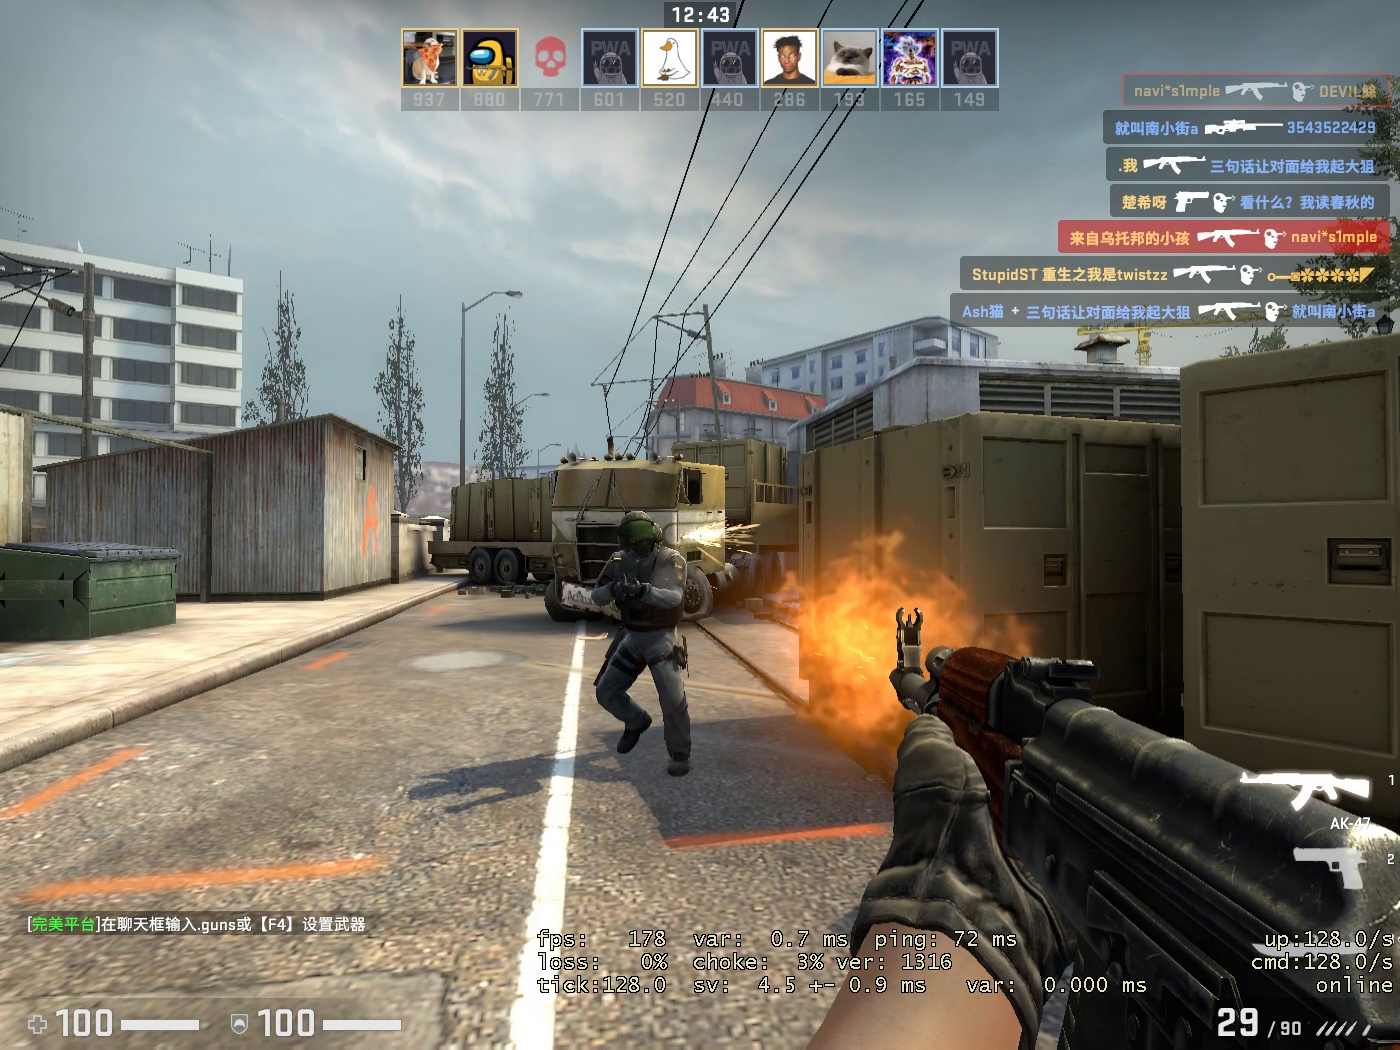 12:43
PWA PWA PWA
937 880 771 601 520 440 286 193 165 149
navi*s1mple DEVIL
就叫南小街a 3543522429
.我 三句话让对面给我起大狙
楚希呀 看什么？我读春秋的
来自乌托邦的小孩 navi*s1mple
StupidST 重生之我是twistzz
Ash猫 + 三句话让对面给我起大狙 就叫南小街a
A
1
AK-47
2
[完美平台]在聊天框输入.guns或【F4】设置武器
fps: 178 var: 0.7 ms ping: 72 ms
loss: 0% choke: 3% ver: 1316
tick:128.0 sv: 4.5 +- 0.9 ms var: 0.000 ms
up:128.0/s
cmd:128.0/s
online
100 100
29 / 90